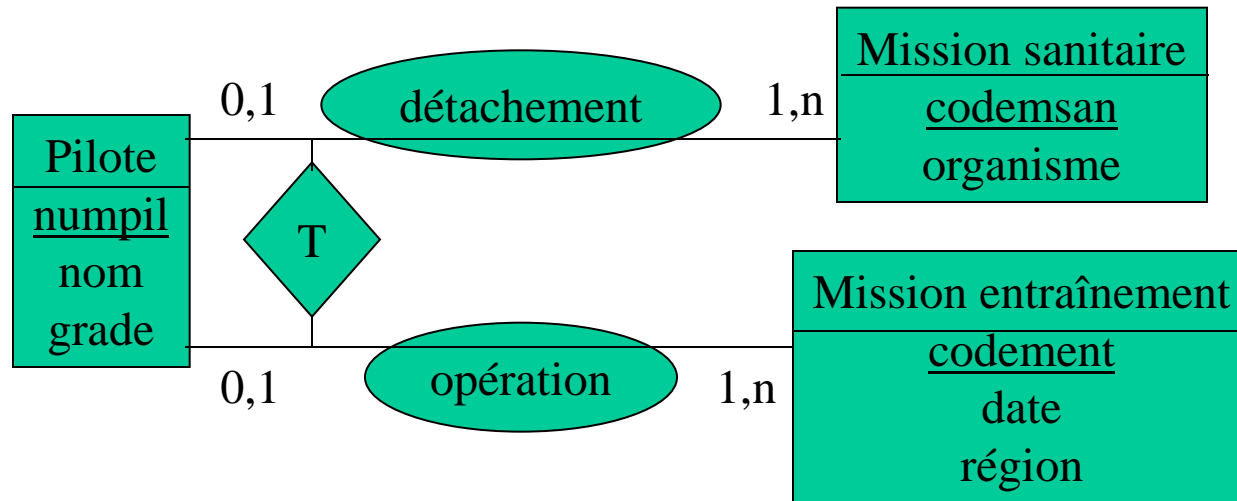 Mission sanitaire
0,1
détachement
1,n
codemsan
organisme
Pilote
numpil
nom
grade
T
Mission entraînement
0,1
opération
1,n
codement
date
région